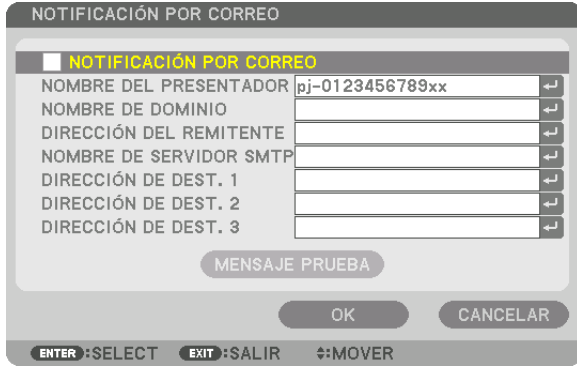 NOTIFICACIÓN POR CORREO
NOTIFICACIÓN POR CORREO
NOMBRE DEL PRESENTADOR pj-0123456789xx
NOMBRE DE DOMINIO
DIRECCIÓN DEL REMITENTE
NOMBRE DE SERVIDOR SMTP
DIRECCIÓN DE DEST. 1
DIRECCIÓN DE DEST. 2
DIRECCIÓN DE DEST. 3
MENSAJE PRUEBA
OK CANCELAR
ENTER :SELECT EXIT :SALIR :MOVER